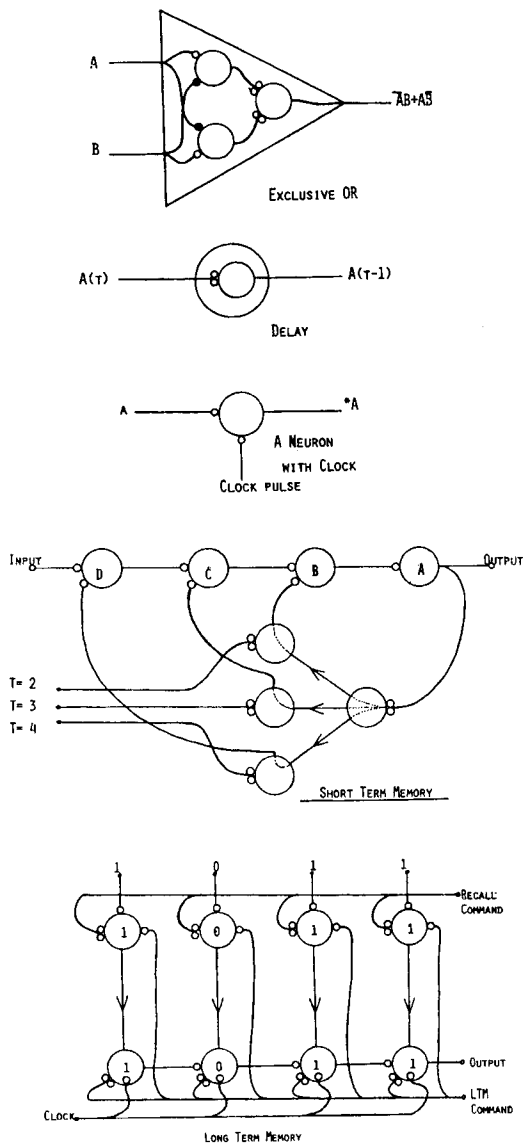 A
B
A̅B+AB̅
EXCLUSIVE OR
A(T)
A(T-1)
DELAY
A
*A
A NEURON
WITH CLOCK
CLOCK PULSE
INPUT
D
C
B
A
OUTPUT
T= 2
T= 3
T= 4
SHORT TERM MEMORY
1 0 1 1
RECALL
COMMAND
1 0 1 1
1 0 1 1
OUTPUT
LTM
COMMAND
CLOCK
LONG TERM MEMORY